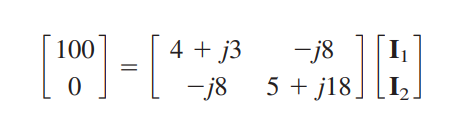 [100] = [4 + j3 −j8] [I₁]
[0] [−j8 5 + j18] [I₂]